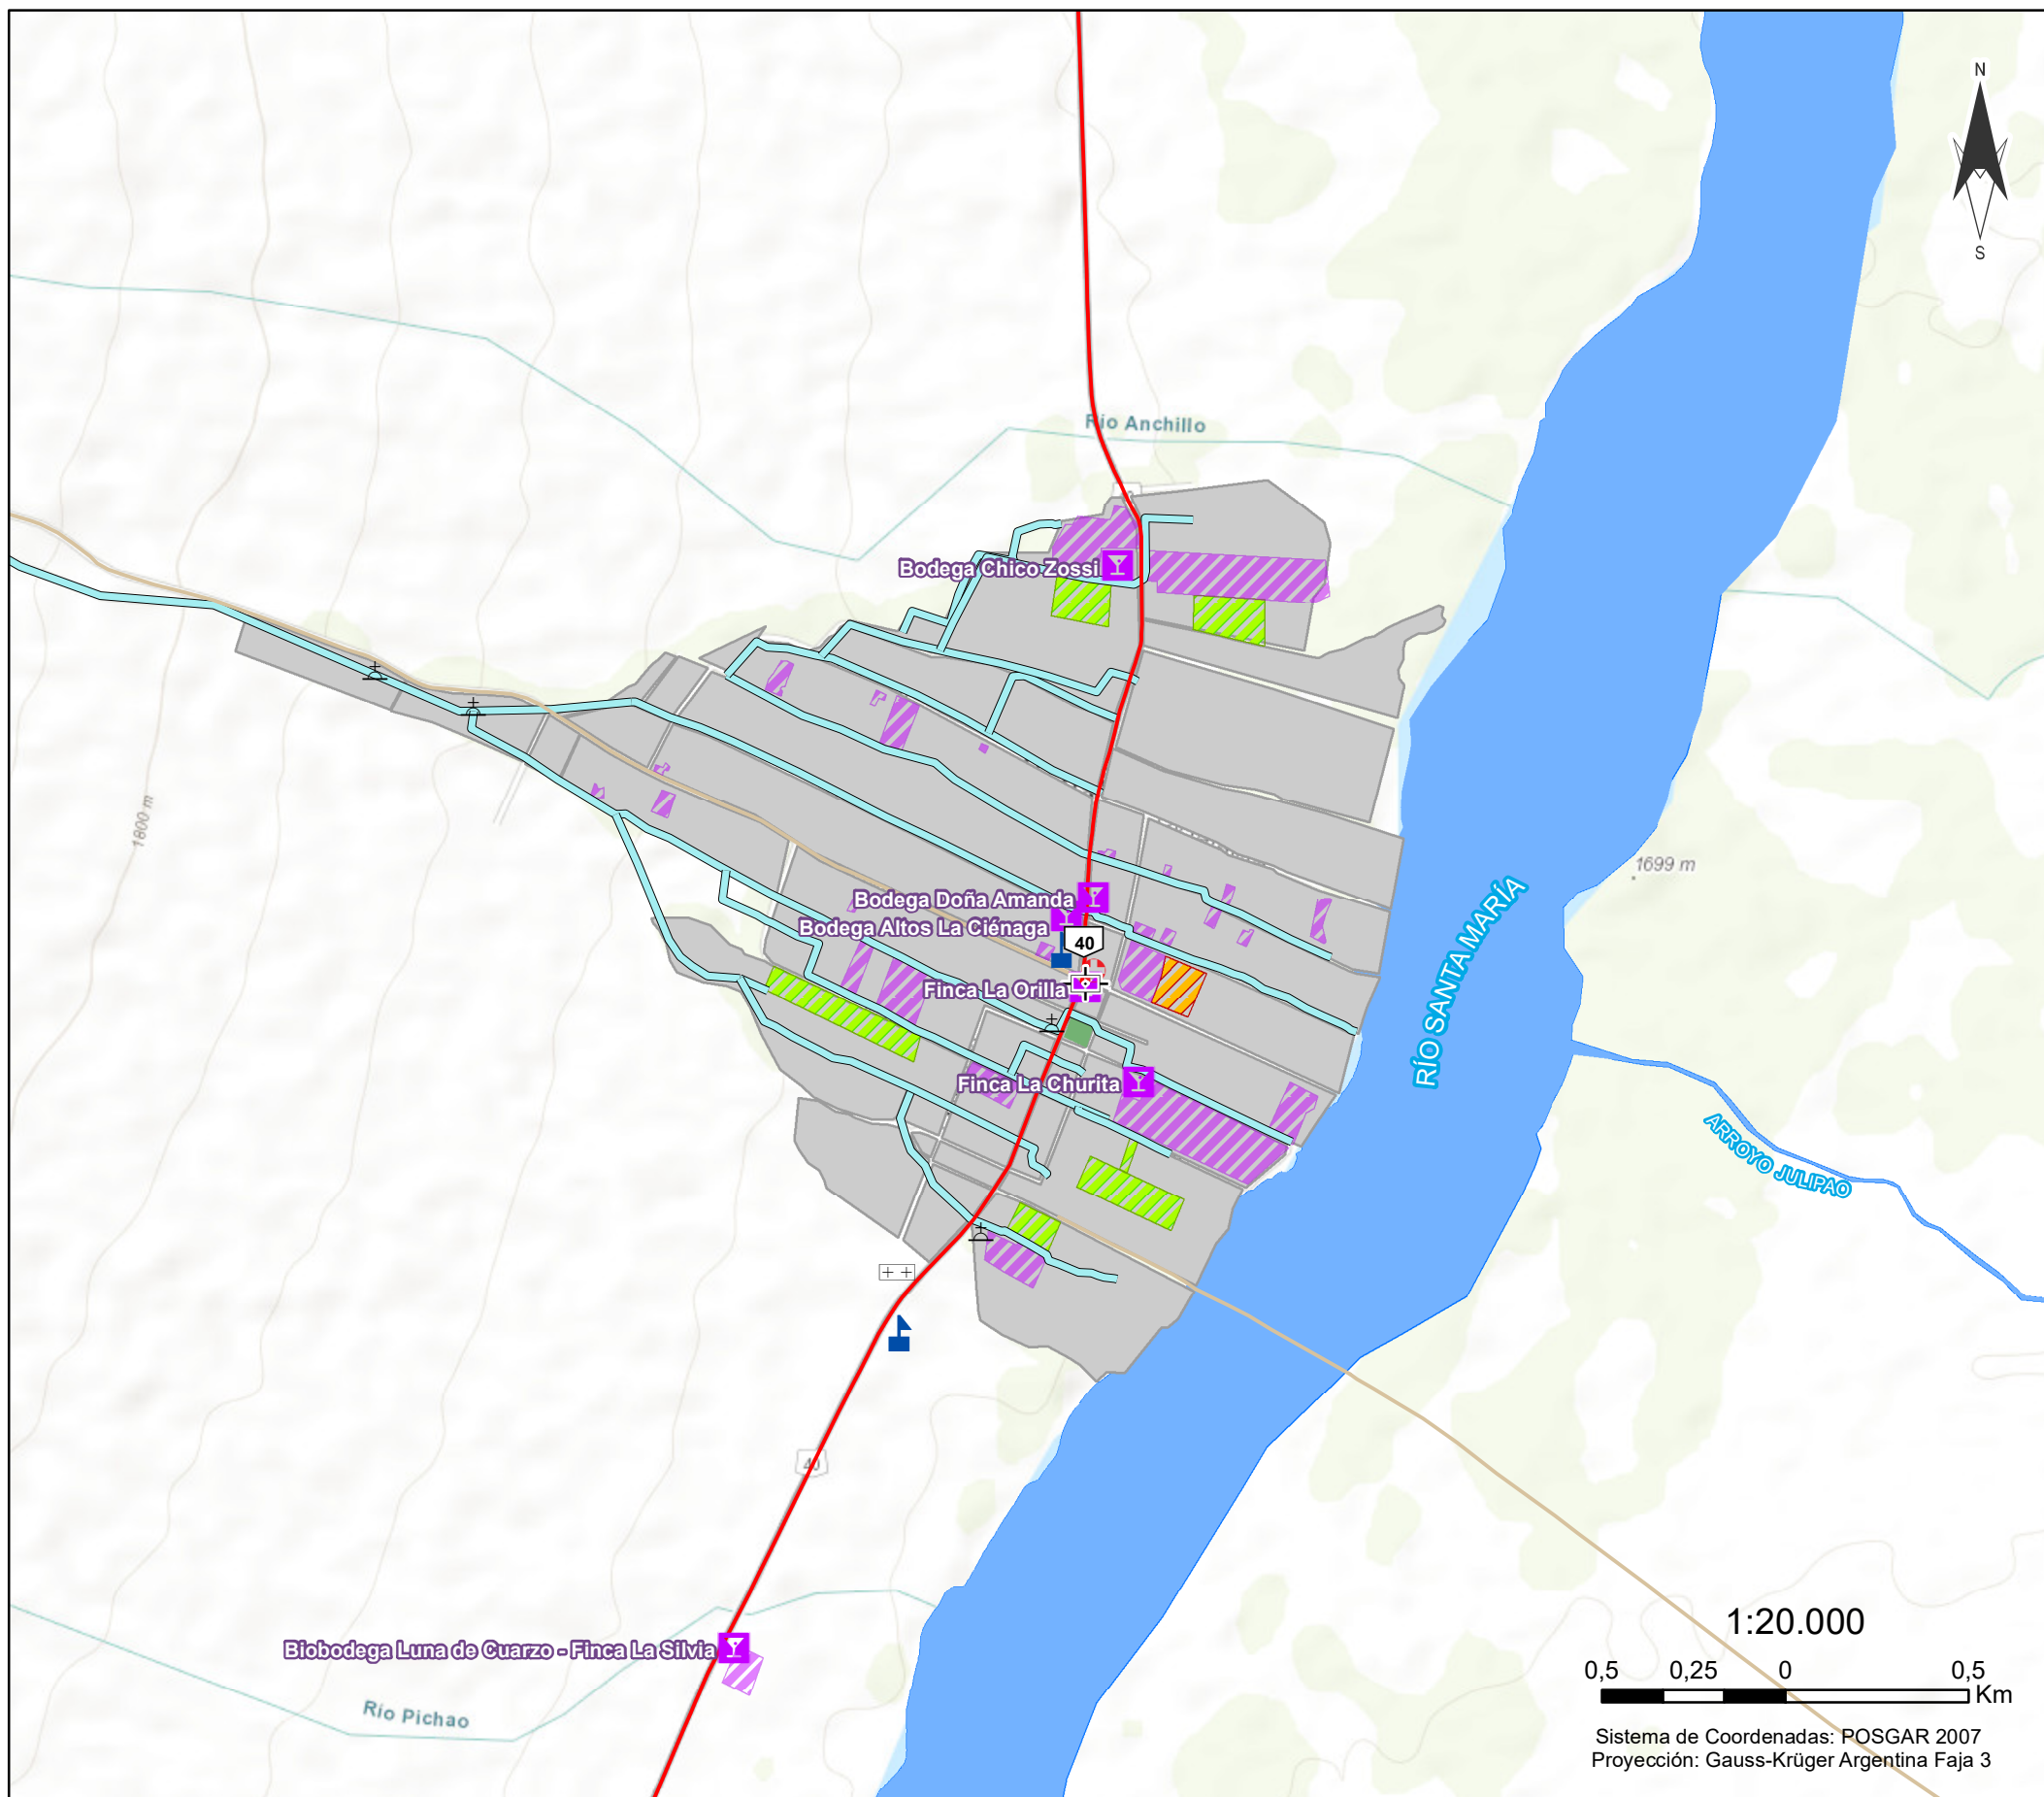 N
S
Río Anchillo
Bodega Chico Zossi
1800 m
1699 m
Bodega Doña Amanda
Bodega Altos La Ciénaga
40
RÍO SANTA MARÍA
Finca La Orilla
Finca La Churita
ARROYO JULIPAO
40
1:20.000
Biobodega Luna de Cuarzo - Finca La Silvia
0,5 0,25 0 0,5
Km
Río Pichao
Sistema de Coordenadas: POSGAR 2007
Proyección: Gauss-Krüger Argentina Faja 3